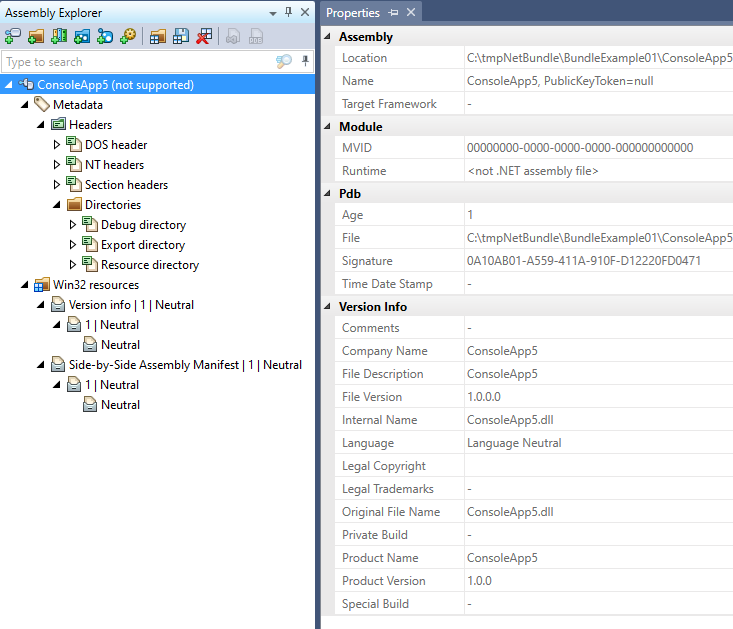 Assembly Explorer
Type to search
ConsoleApp5 (not supported)
Metadata
Headers
DOS header
NT headers
Section headers
Directories
Debug directory
Export directory
Resource directory
Win32 resources
Version info | 1 | Neutral
1 | Neutral
Neutral
Side-by-Side Assembly Manifest | 1 | Neutral
1 | Neutral
Neutral
Properties
Assembly
Location C:\tmpNetBundle\BundleExample01\ConsoleApp5
Name ConsoleApp5, PublicKeyToken=null
Target Framework -
Module
MVID 00000000-0000-0000-0000-000000000000
Runtime <not .NET assembly file>
Pdb
Age 1
File C:\tmpNetBundle\BundleExample01\ConsoleApp5
Signature 0A10AB01-A559-411A-910F-D12220FD0471
Time Date Stamp -
Version Info
Comments -
Company Name ConsoleApp5
File Description ConsoleApp5
File Version 1.0.0.0
Internal Name ConsoleApp5.dll
Language Language Neutral
Legal Copyright
Legal Trademarks -
Original File Name ConsoleApp5.dll
Private Build -
Product Name ConsoleApp5
Product Version 1.0.0
Special Build -